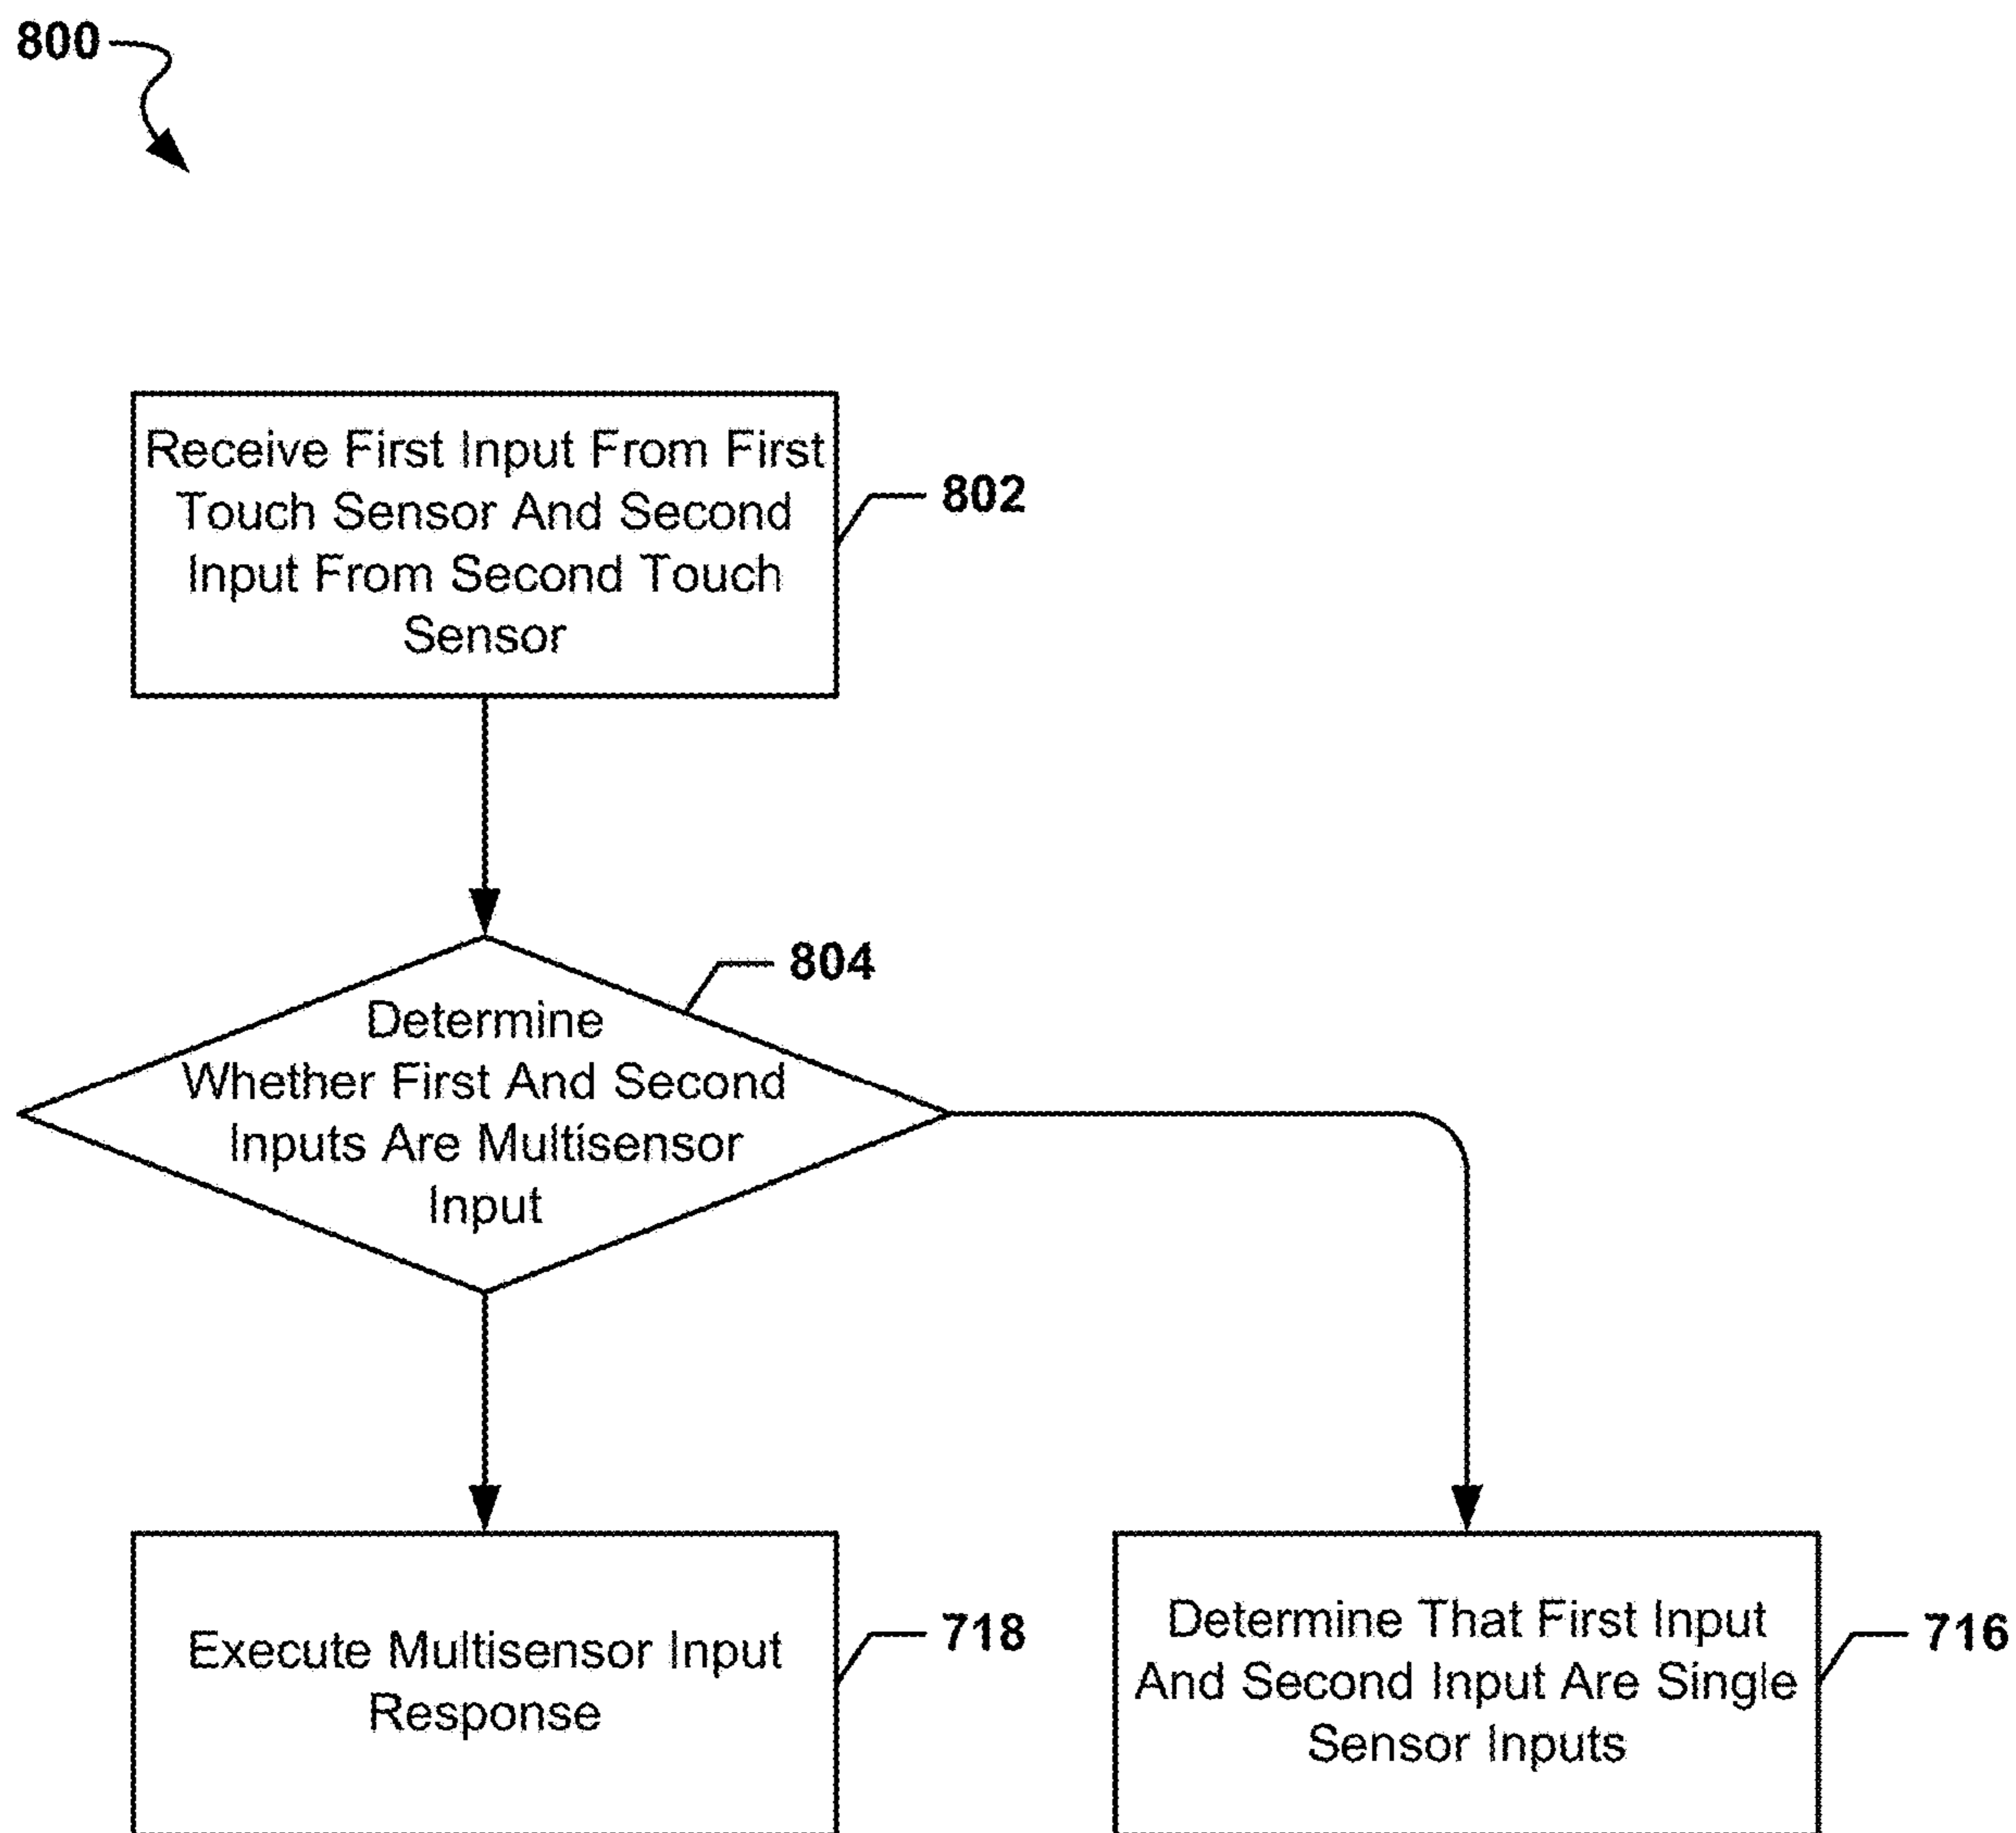 800
Receive First Input From First
Touch Sensor And Second
Input From Second Touch
Sensor
802
804
Determine
Whether First And Second
Inputs Are Multisensor
Input
Execute Multisensor Input
Response
718
Determine That First Input
And Second Input Are Single
Sensor Inputs
716